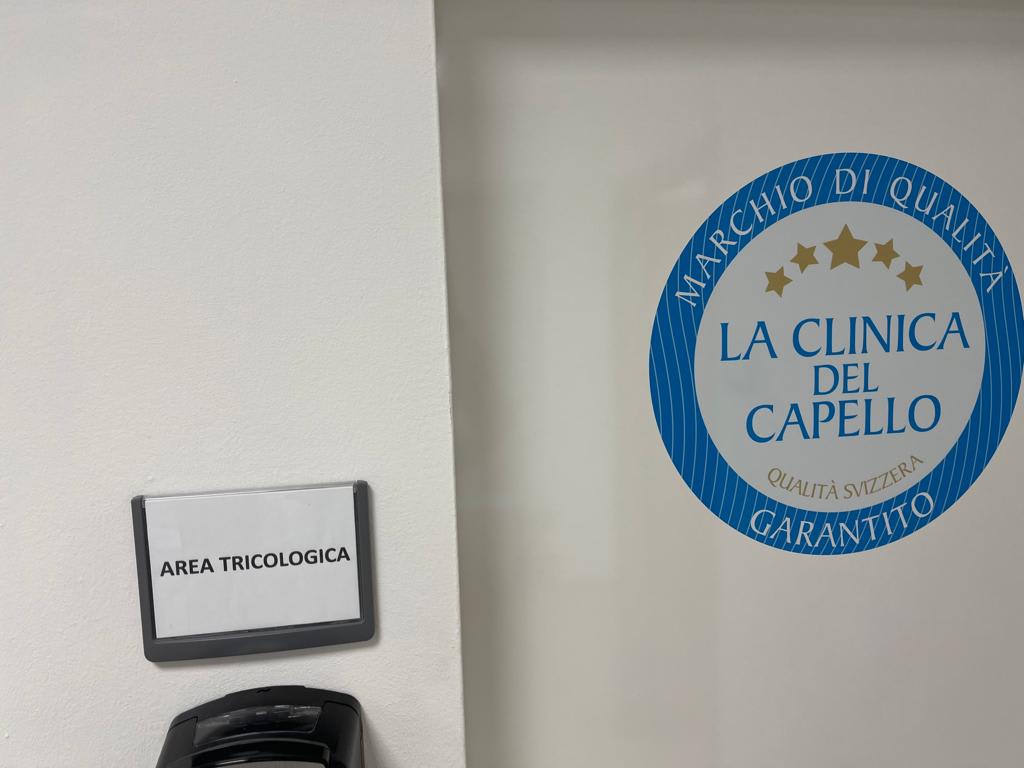 AREA TRICOLOGICA
MARCHIO DI QUALITÀ
LA CLINICA
DEL
CAPELLO
QUALITÀ SVIZZERA
GARANTITO